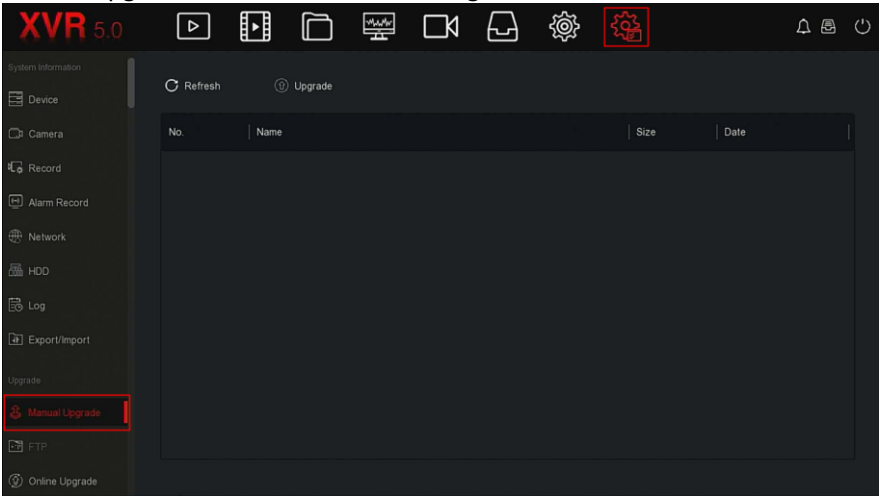 XVR 5.0
System Information
Device
Camera
Record
Alarm Record
Network
HDD
Log
Export/Import
Upgrade
Manual Upgrade
FTP
Online Upgrade
Refresh
Upgrade
No.
Name
Size
Date